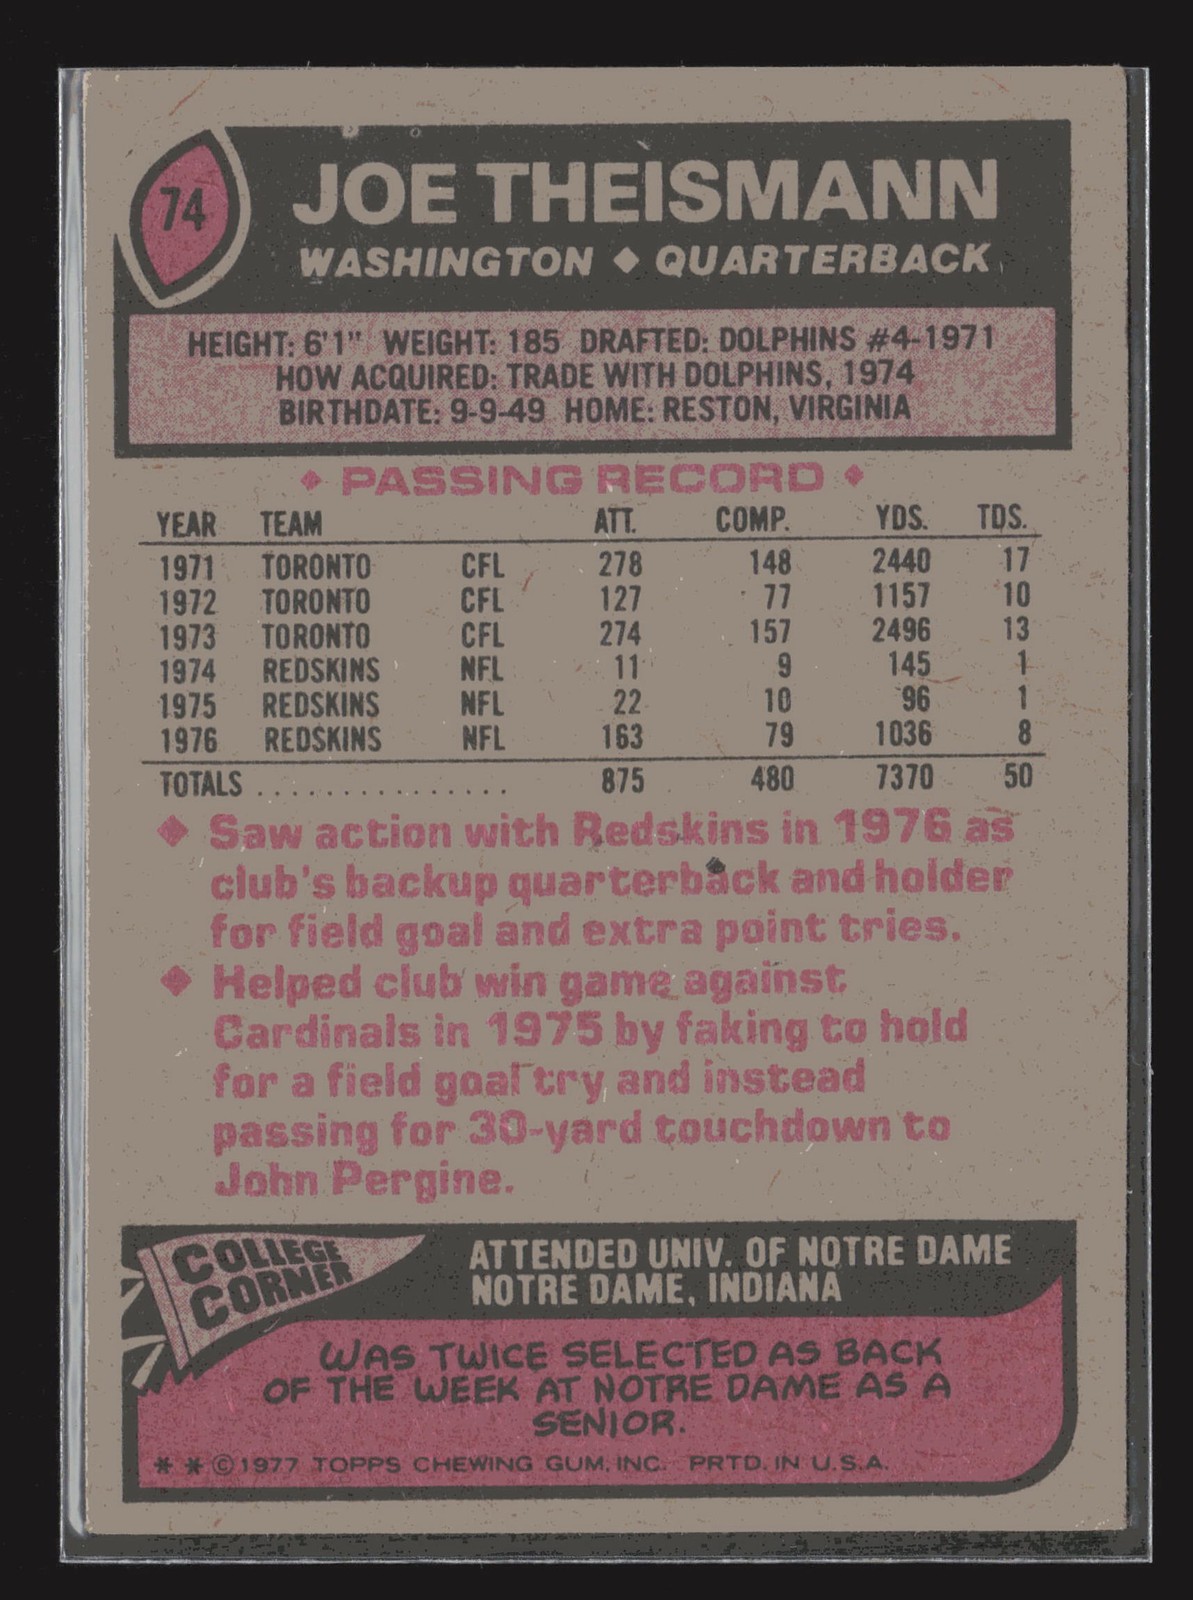 74
JOE THEISMANN
WASHINGTON ◆ QUARTERBACK
HEIGHT: 6'1" WEIGHT: 185 DRAFTED: DOLPHINS #4-1971
HOW ACQUIRED: TRADE WITH DOLPHINS, 1974
BIRTHDATE: 9-9-49 HOME: RESTON, VIRGINIA
◆ PASSING RECORD ◆
YEAR TEAM ATT. COMP. YDS. TDS.
1971 TORONTO CFL 278 148 2440 17
1972 TORONTO CFL 127 77 1157 10
1973 TORONTO CFL 274 157 2496 13
1974 REDSKINS NFL 11 9 145 1
1975 REDSKINS NFL 22 10 96 1
1976 REDSKINS NFL 163 79 1036 8
TOTALS ............... 875 480 7370 50
◆ Saw action with Redskins in 1976 as
club's backup quarterback and holder
for field goal and extra point tries.
◆ Helped club win game against
Cardinals in 1975 by faking to hold
for a field goal try and instead
passing for 30-yard touchdown to
John Pergine.
COLLEGE
CORNER
ATTENDED UNIV. OF NOTRE DAME
NOTRE DAME, INDIANA
WAS TWICE SELECTED AS BACK
OF THE WEEK AT NOTRE DAME AS A
SENIOR.
* * © 1977 TOPPS CHEWING GUM, INC. PRTD. IN U.S.A.